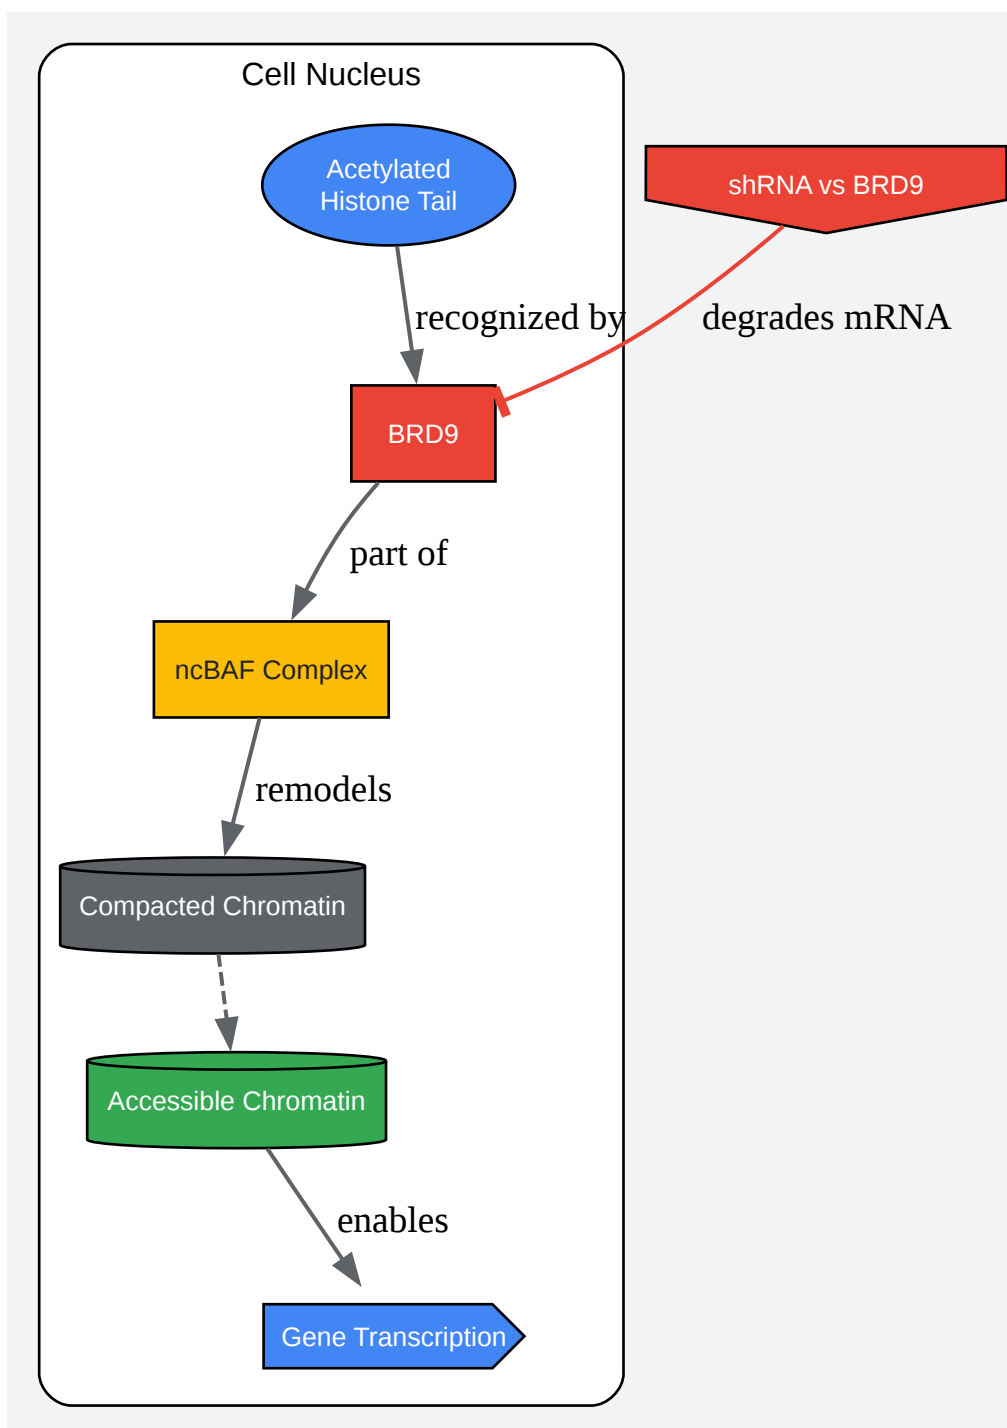 Cell Nucleus
Acetylated
Histone Tail
shRNA vs BRD9
recognized by
degrades mRNA
BRD9
part of
ncBAF Complex
remodels
Compacted Chromatin
Accessible Chromatin
enables
Gene Transcription